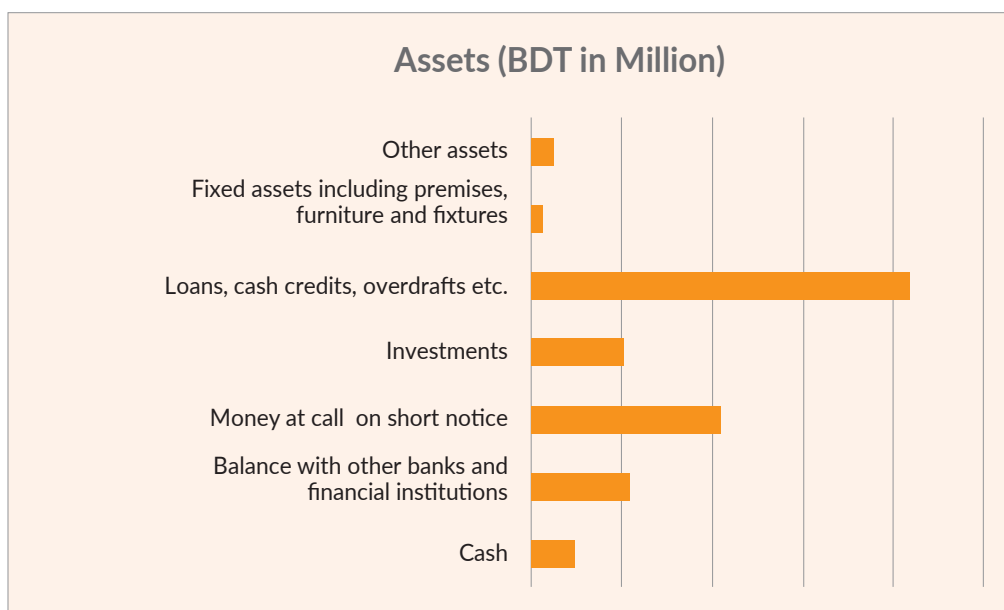 Assets (BDT in Million)
Other assets
Fixed assets including premises,
furniture and fixtures
Loans, cash credits, overdrafts etc.
Investments
Money at call  on short notice
Balance with other banks and
financial institutions
Cash